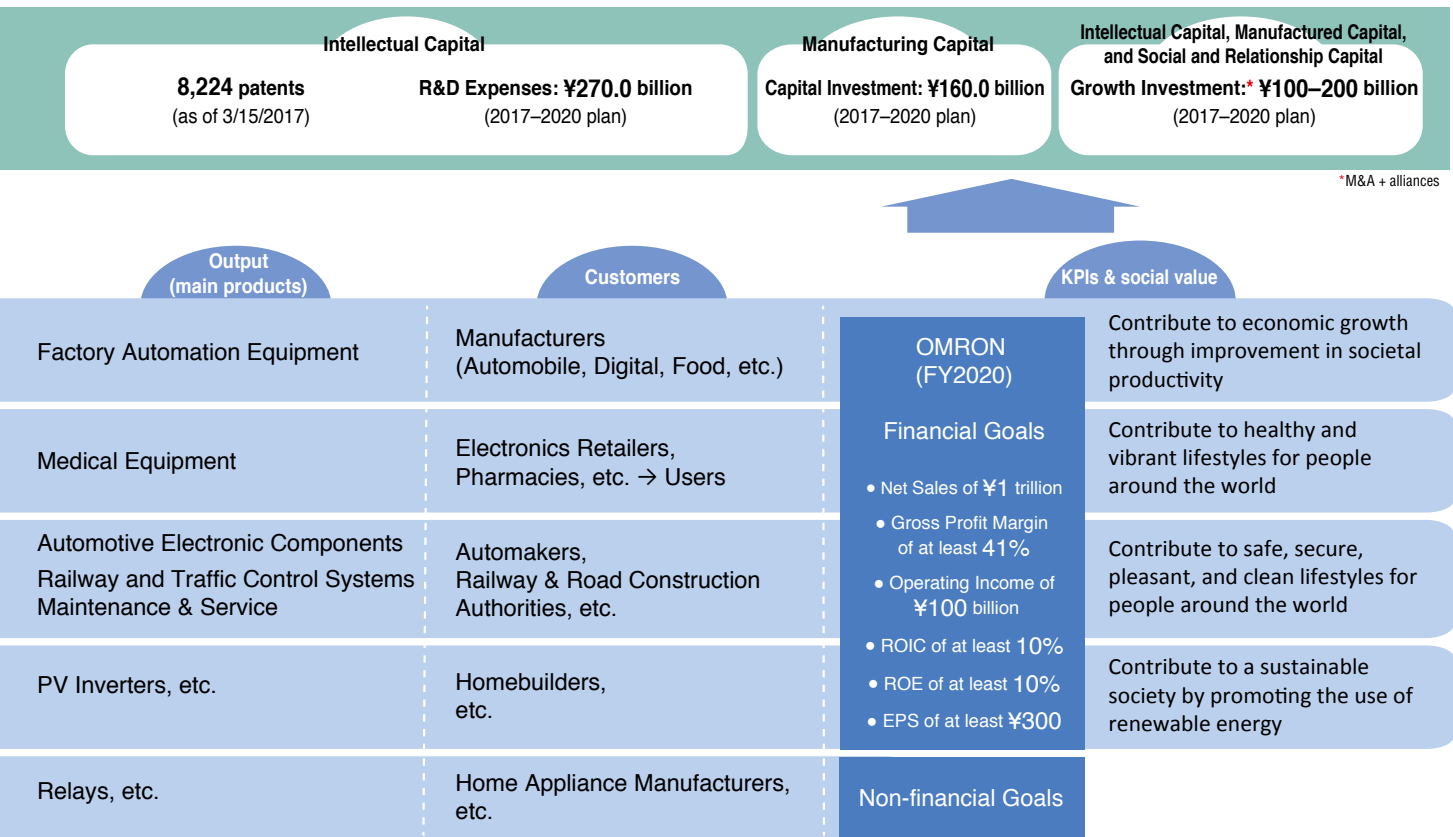 Intellectual Capital
8,224 patents
(as of 3/15/2017)
R&D Expenses: ¥270.0 billion
(2017–2020 plan)
Manufacturing Capital
Capital Investment: ¥160.0 billion
(2017–2020 plan)
Intellectual Capital, Manufactured Capital,
and Social and Relationship Capital
Growth Investment:* ¥100–200 billion
(2017–2020 plan)
*M&A + alliances
Output
(main products)
Customers
KPIs & social value
Factory Automation Equipment
Manufacturers
(Automobile, Digital, Food, etc.)
Contribute to economic growth
through improvement in societal
productivity
Medical Equipment
Electronics Retailers,
Pharmacies, etc. → Users
Contribute to healthy and
vibrant lifestyles for people
around the world
Automotive Electronic Components
Railway and Traffic Control Systems
Maintenance & Service
Automakers,
Railway & Road Construction
Authorities, etc.
Contribute to safe, secure,
pleasant, and clean lifestyles for
people around the world
PV Inverters, etc.
Homebuilders,
etc.
Contribute to a sustainable
society by promoting the use of
renewable energy
Relays, etc.
Home Appliance Manufacturers,
etc.
OMRON
(FY2020)
Financial Goals
• Net Sales of ¥1 trillion
• Gross Profit Margin
of at least 41%
• Operating Income of
¥100 billion
• ROIC of at least 10%
• ROE of at least 10%
• EPS of at least ¥300
Non-financial Goals